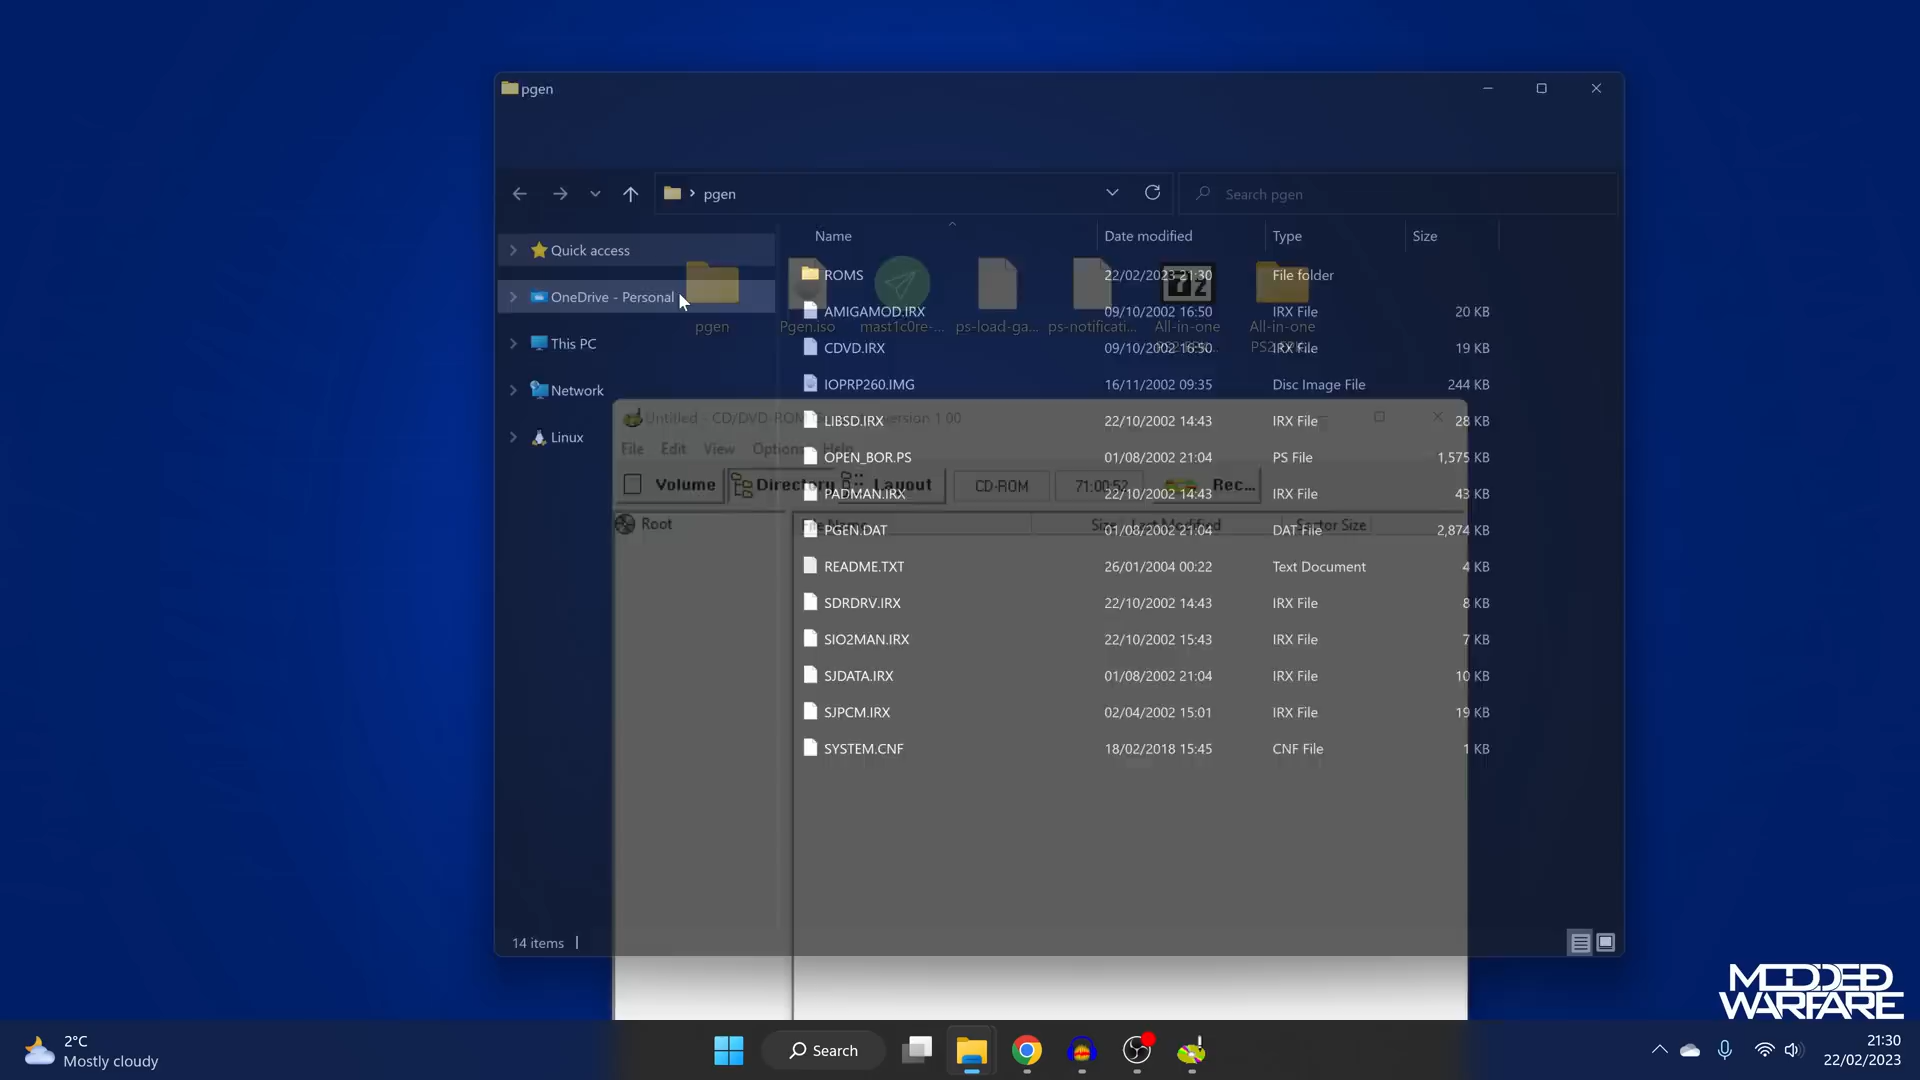 pgen
pgen
Search pgen
Name Date modified Type Size
Quick access
OneDrive - Personal
This PC
Network
Linux
pgen Pgen.iso mast1c0re-... ps-load-ga... ps-notificati... All-in-one All-in-one
ROMS 22/02/2023 21:30 File folder
AMIGAMOD.IRX 09/10/2002 16:50 IRX File 20 KB
CDVD.IRX 09/10/2002 16:50 IRX File 19 KB
IOPRP260.IMG 16/11/2002 09:35 Disc Image File 244 KB
LIBSD.IRX 22/10/2002 14:43 IRX File 28 KB
OPEN_BOR.PS 01/08/2002 21:04 PS File 1,575 KB
PADMAN.IRX 22/10/2002 14:43 IRX File 43 KB
PGEN.DAT 01/08/2002 21:04 DAT File 2,874 KB
README.TXT 26/01/2004 00:22 Text Document 4 KB
SDRDRV.IRX 22/10/2002 14:43 IRX File 8 KB
SIO2MAN.IRX 22/10/2002 15:43 IRX File 7 KB
SJDATA.IRX 01/08/2002 21:04 IRX File 10 KB
SJPCM.IRX 02/04/2002 15:01 IRX File 19 KB
SYSTEM.CNF 18/02/2018 15:45 CNF File 1 KB
Untitled - CD/DVD-ROM version 1.00
File Edit View Options Help
Volume Directory Layout CD-ROM 71:00:52 Rec...
Root
Size Last Modified Sector Size
14 items
MODDED
WARFARE
2°C
Mostly cloudy
Search
21:30
22/02/2023